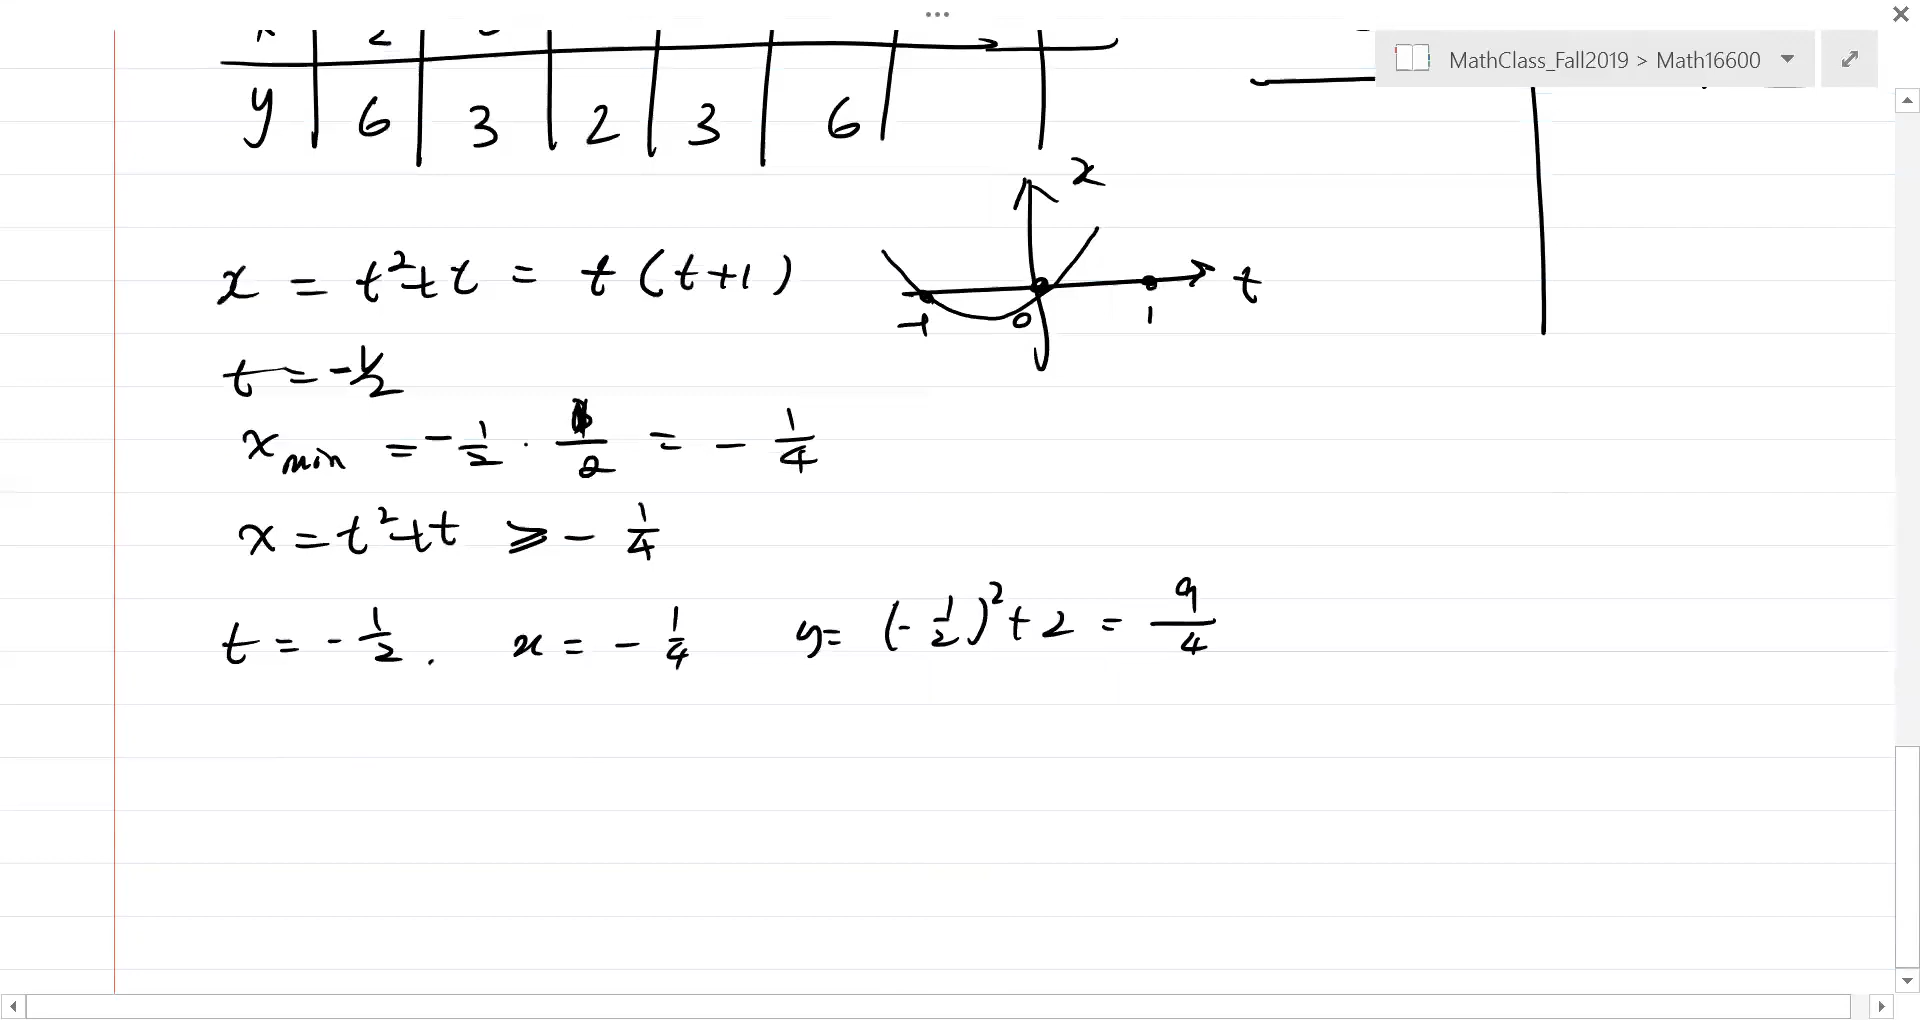 MathClass_Fall2019 > Math16600
y | 6 | 3 | 2 | 3 | 6 |
x
x = t²+t = t(t+1)
t
-1 0 1
t = -1/2
x min = -1/2 · 1/2 = -1/4
x = t²+t ≥ -1/4
t = -1/2. x = -1/4 y = (-1/2)²+2 = 9/4